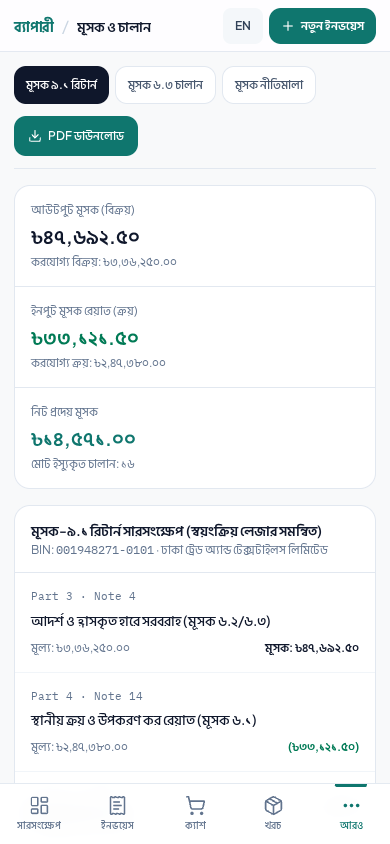 ব্যাপারী / মূসক ও চালান
EN
নতুন ইনভয়েস
মূসক ৯.১ রিটার্ন
মূসক ৬.৩ চালান
মূসক নীতিমালা
PDF ডাউনলোড
আউটপুট মূসক (বিক্রয়)
৳৪৭,৬৯২.৫০
করযোগ্য বিক্রয়: ৳৩,৩৬,২৫০.০০
ইনপুট মূসক রেয়াত (ক্রয়)
৳৩৩,১২১.৫০
করযোগ্য ক্রয়: ৳২,৪৭,৩৮০.০০
নিট প্রদেয় মূসক
৳১৪,৫৭১.০০
মোট ইস্যুকৃত চালান: ১৬
মূসক-৯.১ রিটার্ন সারসংক্ষেপ (স্বয়ংক্রিয় লেজার সমন্বিত)
BIN: 001948271-0101 · ঢাকা ট্রেড অ্যান্ড টেক্সটাইলস লিমিটেড
Part 3 · Note 4
আদর্শ ও হ্রাসকৃত হারে সরবরাহ (মূসক ৬.২/৬.৩)
মূল্য: ৳৩,৩৬,২৫০.০০ মূসক: ৳৪৭,৬৯২.৫০
Part 4 · Note 14
স্থানীয় ক্রয় ও উপকরণ কর রেয়াত (মূসক ৬.১)
মূল্য: ৳২,৪৭,৩৮০.০০ (৳৩৩,১২১.৫০)
সারসংক্ষেপ
ইনভয়েস
ক্যাশ
খরচ
আরও